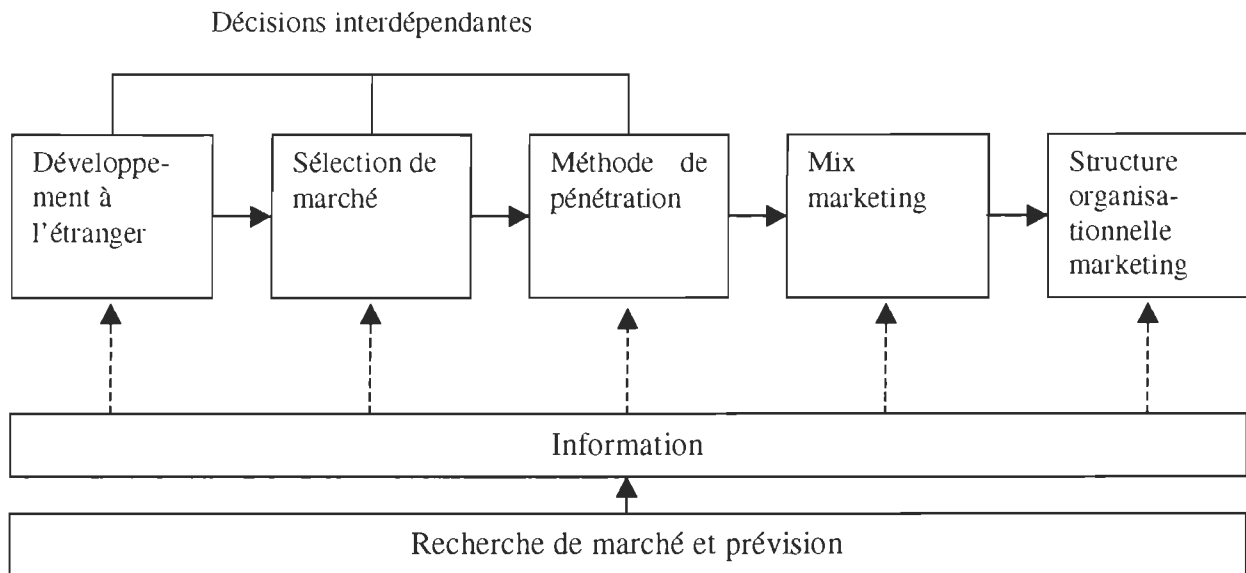 Décisions interdépendantes
Développe-
ment à
l'étranger
Sélection de
marché
Méthode de
pénétration
Mix
marketing
Structure
organisa-
tionnelle
marketing
Information
Recherche de marché et prévision